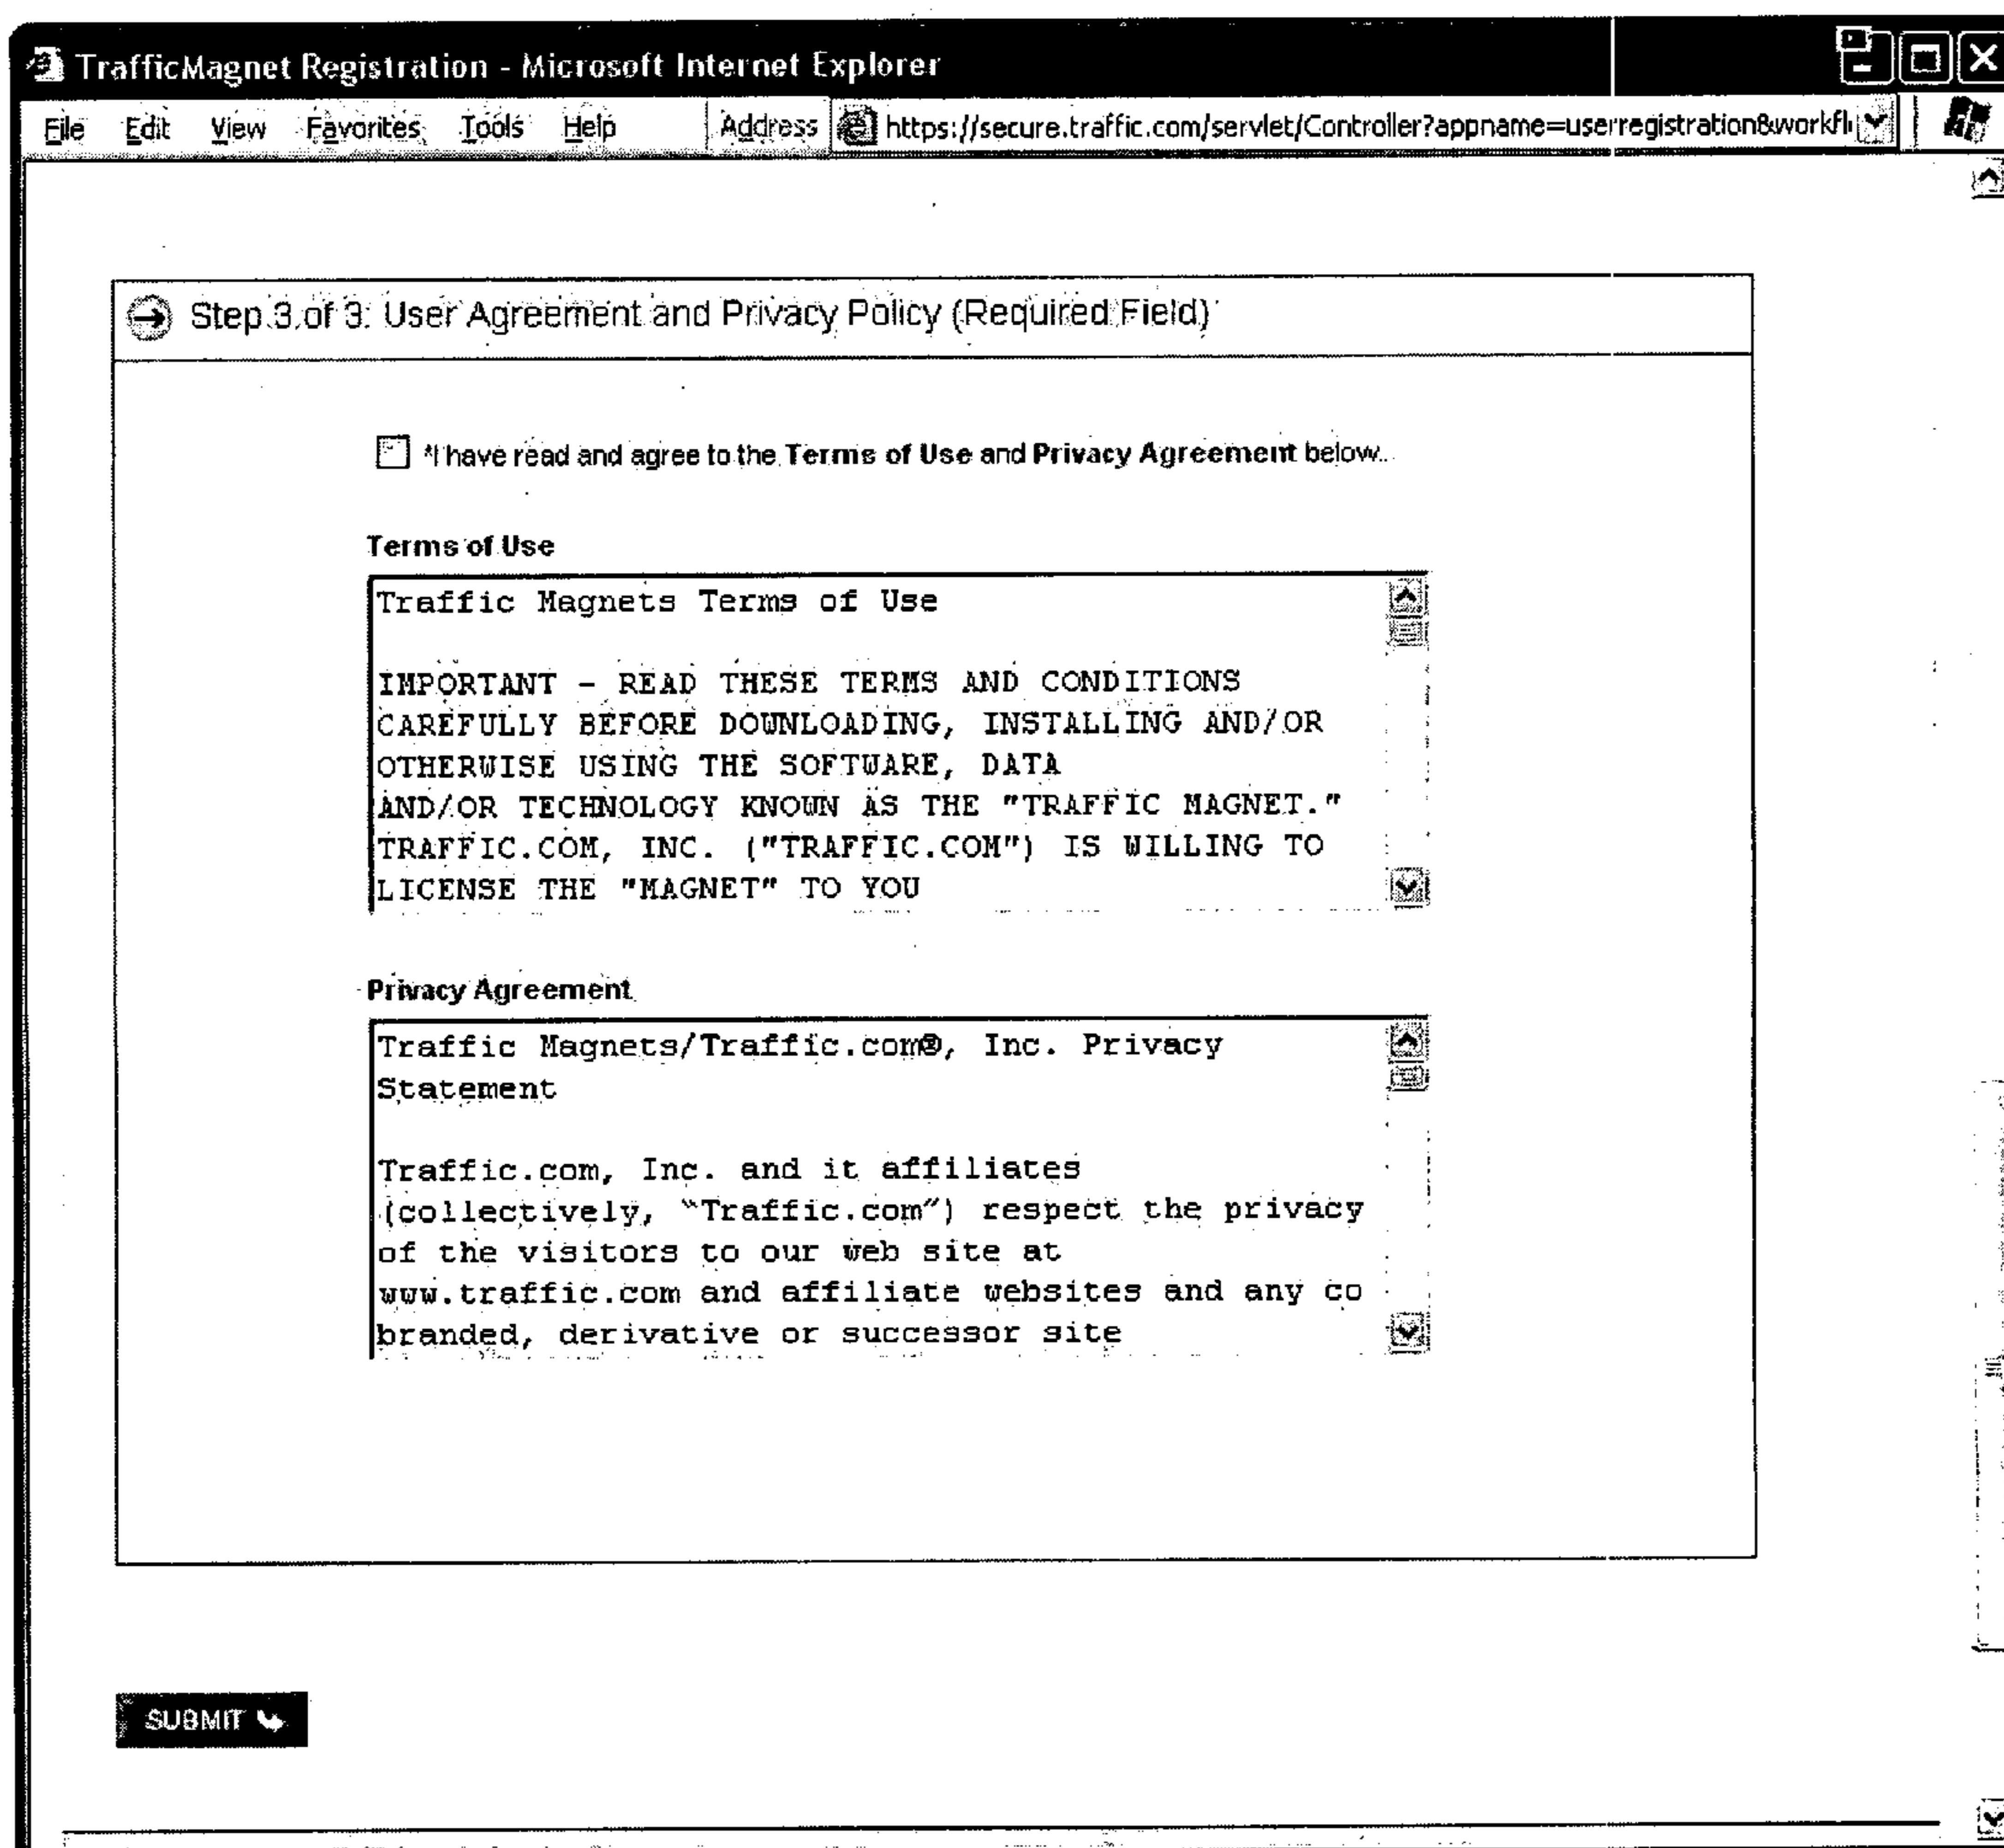 TrafficMagnet Registration - Microsoft Internet Explorer
File Edit View Favorites Tools Help Address https://secure.traffic.com/servlet/Controller?appname=userregistration&workfl
Step 3 of 3: User Agreement and Privacy Policy (Required Field)
*I have read and agree to the Terms of Use and Privacy Agreement below.
Terms of Use
Traffic Magnets Terms of Use
IMPORTANT - READ THESE TERMS AND CONDITIONS
CAREFULLY BEFORE DOWNLOADING, INSTALLING AND/OR
OTHERWISE USING THE SOFTWARE, DATA
AND/OR TECHNOLOGY KNOWN AS THE "TRAFFIC MAGNET."
TRAFFIC.COM, INC. ("TRAFFIC.COM") IS WILLING TO
LICENSE THE "MAGNET" TO YOU
Privacy Agreement
Traffic Magnets/Traffic.com®, Inc. Privacy
Statement
Traffic.com, Inc. and it affiliates
(collectively, “Traffic.com”) respect the privacy
of the visitors to our web site at
www.traffic.com and affiliate websites and any co
branded, derivative or successor site
SUBMIT